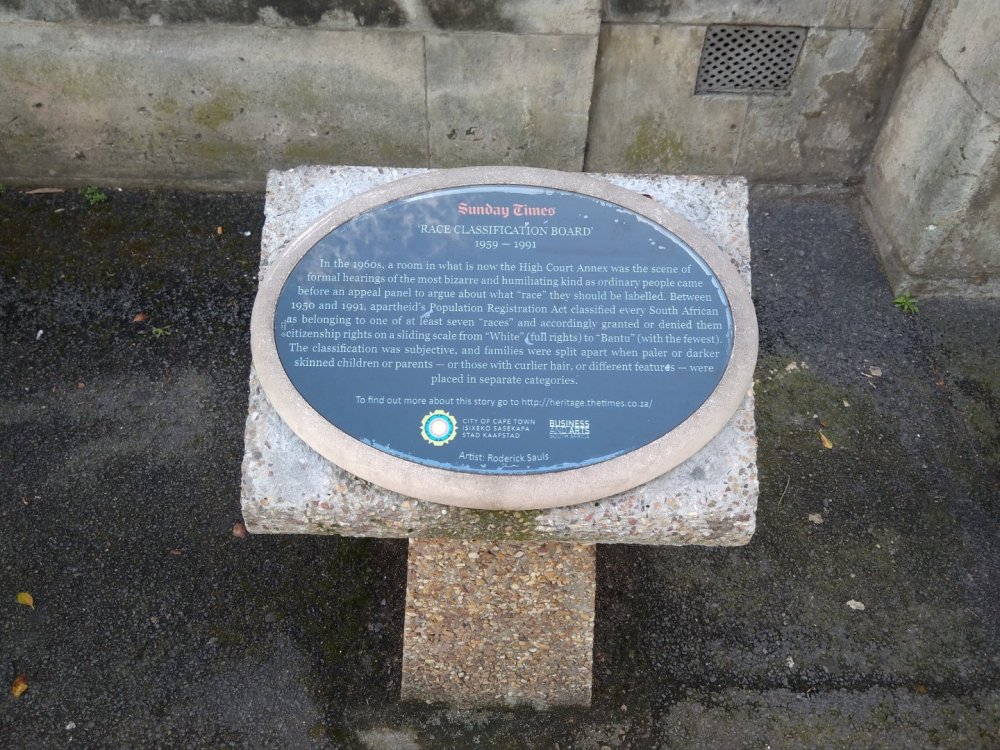 Sunday Times
'RACE CLASSIFICATION BOARD'
1959 – 1991
In the 1960s, a room in what is now the High Court Annex was the scene of
formal hearings of the most bizarre and humiliating kind as ordinary people came
before an appeal panel to argue about what "race" they should be labelled. Between
1950 and 1991, apartheid's Population Registration Act classified every South African
as belonging to one of at least seven "races" and accordingly granted or denied them
citizenship rights on a sliding scale from "White" (full rights) to "Bantu" (with the fewest).
The classification was subjective, and families were split apart when paler or darker
skinned children or parents – or those with curlier hair, or different features – were
placed in separate categories.
To find out more about this story go to http://heritage.thetimes.co.za/
CITY OF CAPE TOWN
ISIXEKO SASEKAPA
STAD KAAPSTAD
BUSINESS
AND ARTS
SOUTH AFRICA
Artist: Roderick Sauls